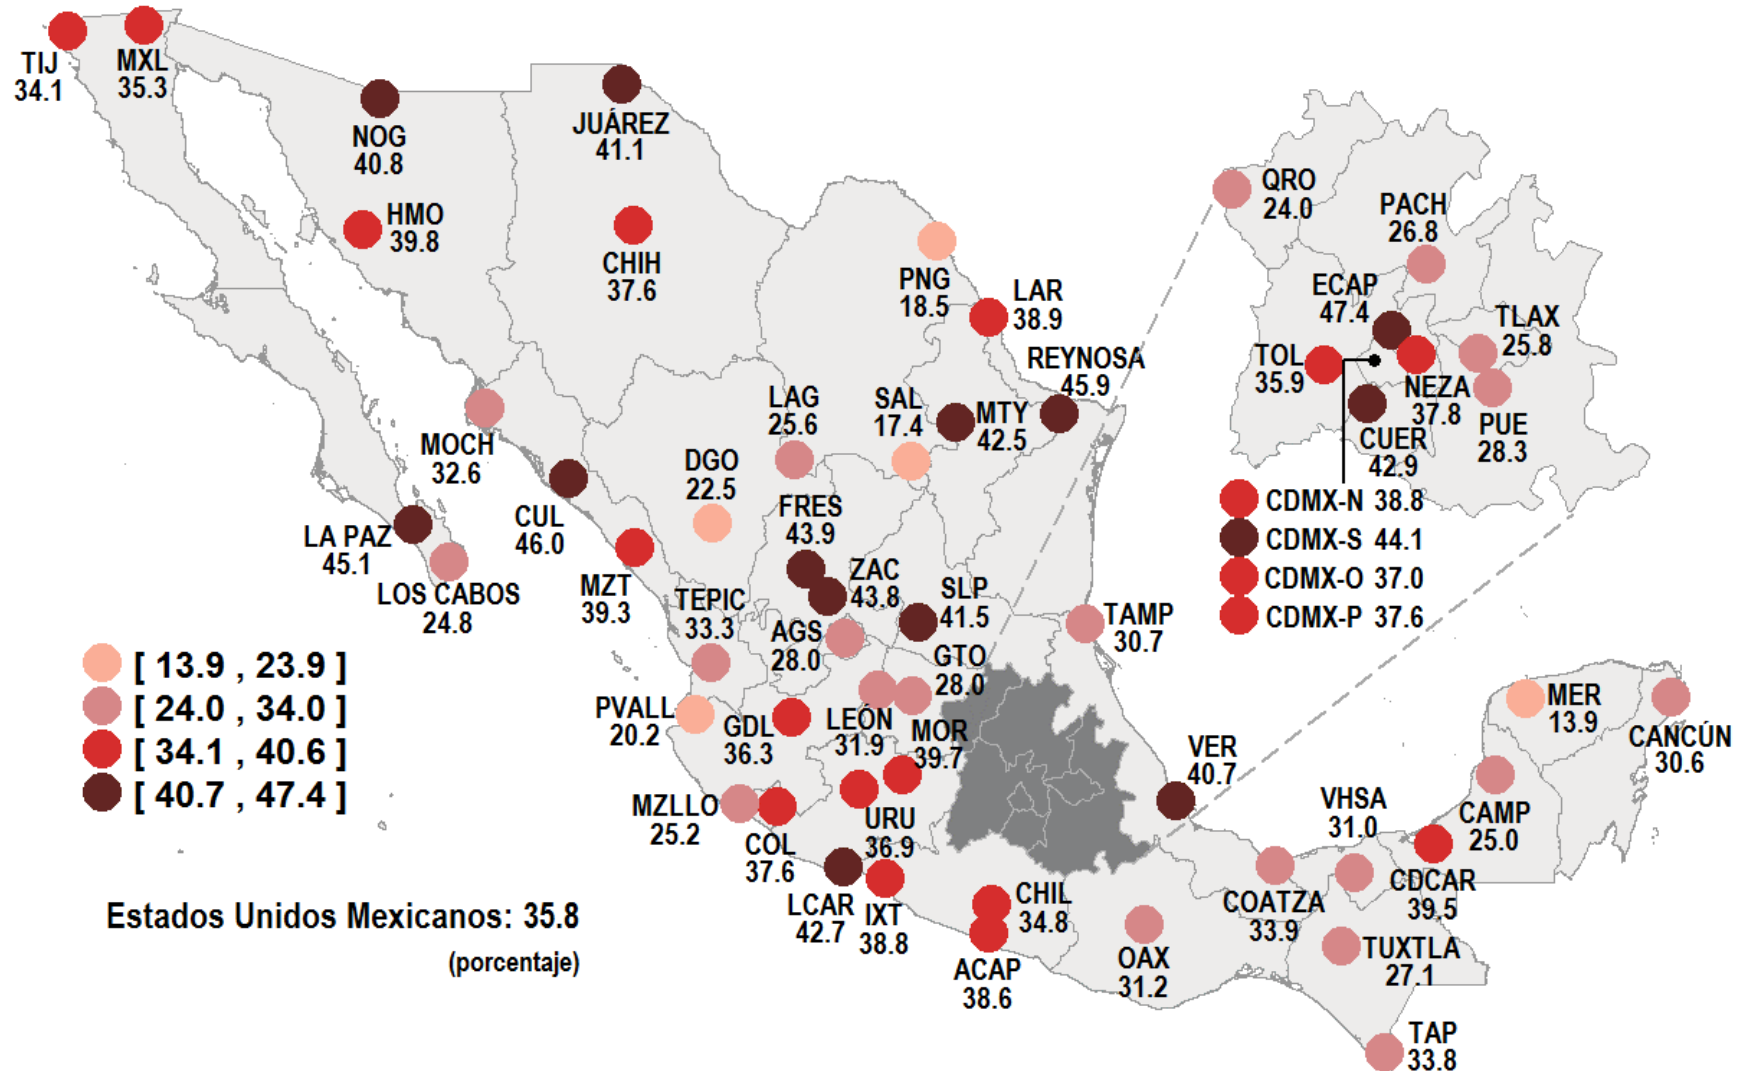 TIJ
34.1
MXL
35.3
NOG
40.8
JUÁREZ
41.1
HMO
39.8
CHIH
37.6
PNG
18.5
LAR
38.9
REYNOSA
45.9
MOCH
32.6
LAG
25.6
SAL
17.4
MTY
42.5
DGO
22.5
CUL
46.0
FRES
43.9
LA PAZ
45.1
LOS CABOS
24.8
MZT
39.3
TEPIC
33.3
ZAC
43.8
SLP
41.5
AGS
28.0
TAMP
30.7
GTO
28.0
PVALL
20.2
GDL
36.3
LEÓN
31.9
MOR
39.7
MZLLO
25.2
COL
37.6
URU
36.9
LCAR
42.7
IXT
38.8
CHIL
34.8
ACAP
38.6
OAX
31.2
VER
40.7
COATZA
33.9
VHSA
31.0
CDCAR
39.5
CAMP
25.0
MER
13.9
CANCÚN
30.6
TUXTLA
27.1
TAP
33.8
QRO
24.0
PACH
26.8
ECAP
47.4
TLAX
25.8
TOL
35.9
NEZA
37.8
PUE
28.3
CUER
42.9
CDMX-N 38.8
CDMX-S 44.1
CDMX-O 37.0
CDMX-P 37.6
[ 13.9 , 23.9 ]
[ 24.0 , 34.0 ]
[ 34.1 , 40.6 ]
[ 40.7 , 47.4 ]
Estados Unidos Mexicanos: 35.8
(porcentaje)